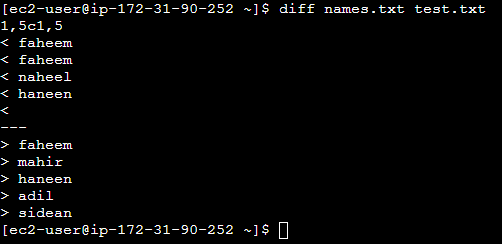 [ec2-user@ip-172-31-90-252 ~]$ diff names.txt test.txt
1,5c1,5
< faheem
< faheem
< naheel
< haneen
<
---
> faheem
> mahir
> haneen
> adil
> sidean
[ec2-user@ip-172-31-90-252 ~]$